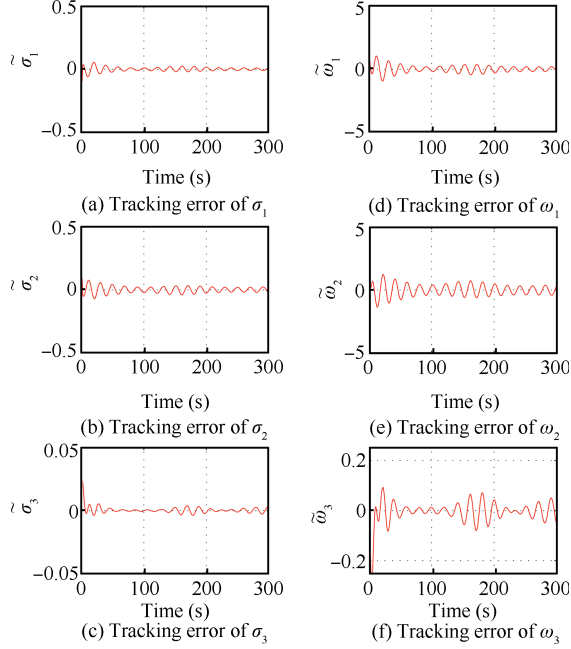 0.5
σ̃₁
0
−0.5
0 100 200 300
Time (s)
(a) Tracking error of σ₁
5
ω̃₁
0
−5
0 100 200 300
Time (s)
(d) Tracking error of ω₁
0.5
σ̃₂
0
−0.5
0 100 200 300
Time (s)
(b) Tracking error of σ₂
5
ω̃₂
0
−5
0 100 200 300
Time (s)
(e) Tracking error of ω₂
0.05
σ̃₃
0
−0.05
0 100 200 300
Time (s)
(c) Tracking error of σ₃
0.2
ω̃₃
0
−0.2
0 100 200 300
Time (s)
(f) Tracking error of ω₃